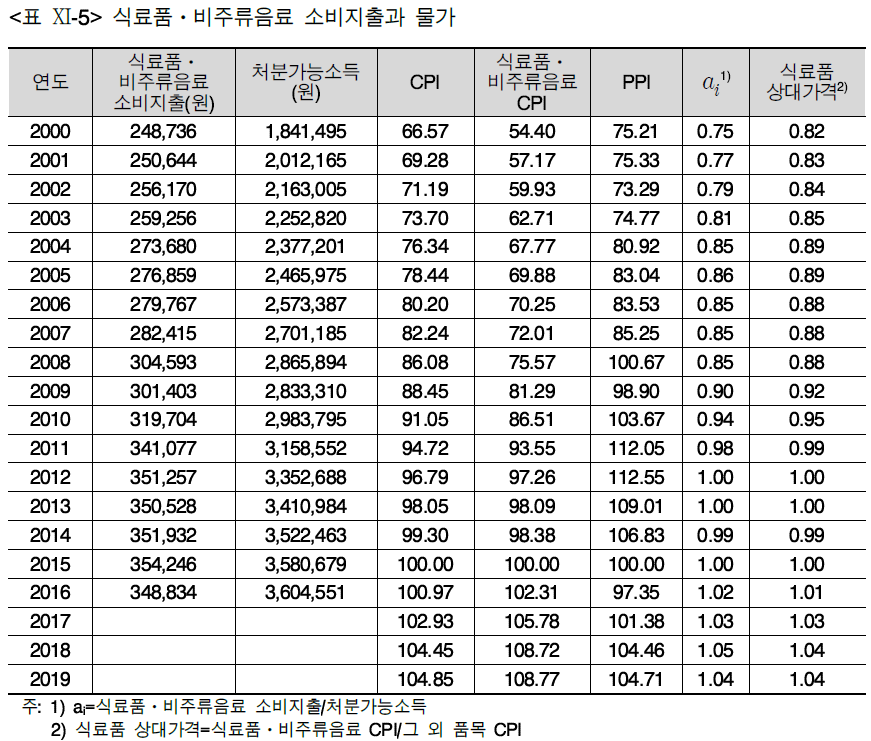 <표 Ⅺ-5> 식료품・비주류음료 소비지출과 물가
연도 식료품・비주류음료 소비지출(원) 처분가능소득(원) CPI 식료품・비주류음료 CPI PPI aᵢ1) 식료품 상대가격2)
2000 248,736 1,841,495 66.57 54.40 75.21 0.75 0.82
2001 250,644 2,012,165 69.28 57.17 75.33 0.77 0.83
2002 256,170 2,163,005 71.19 59.93 73.29 0.79 0.84
2003 259,256 2,252,820 73.70 62.71 74.77 0.81 0.85
2004 273,680 2,377,201 76.34 67.77 80.92 0.85 0.89
2005 276,859 2,465,975 78.44 69.88 83.04 0.86 0.89
2006 279,767 2,573,387 80.20 70.25 83.53 0.85 0.88
2007 282,415 2,701,185 82.24 72.01 85.25 0.85 0.88
2008 304,593 2,865,894 86.08 75.57 100.67 0.85 0.88
2009 301,403 2,833,310 88.45 81.29 98.90 0.90 0.92
2010 319,704 2,983,795 91.05 86.51 103.67 0.94 0.95
2011 341,077 3,158,552 94.72 93.55 112.05 0.98 0.99
2012 351,257 3,352,688 96.79 97.26 112.55 1.00 1.00
2013 350,528 3,410,984 98.05 98.09 109.01 1.00 1.00
2014 351,932 3,522,463 99.30 98.38 106.83 0.99 0.99
2015 354,246 3,580,679 100.00 100.00 100.00 1.00 1.00
2016 348,834 3,604,551 100.97 102.31 97.35 1.02 1.01
2017 102.93 105.78 101.38 1.03 1.03
2018 104.45 108.72 104.46 1.05 1.04
2019 104.85 108.77 104.71 1.04 1.04
주: 1) aᵢ=식료품・비주류음료 소비지출/처분가능소득
2) 식료품 상대가격=식료품・비주류음료 CPI/그 외 품목 CPI